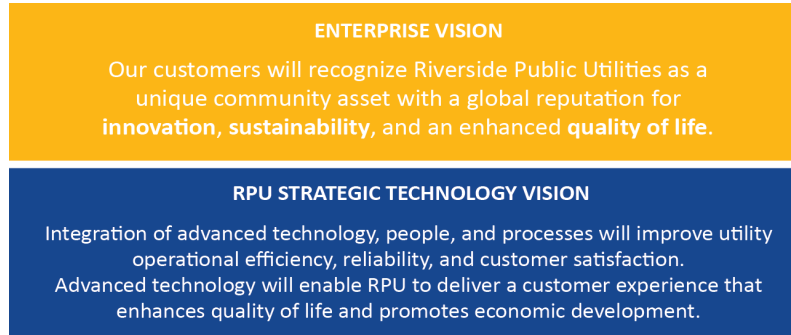 ENTERPRISE VISION
Our customers will recognize Riverside Public Utilities as a
unique community asset with a global reputation for
innovation, sustainability, and an enhanced quality of life.
RPU STRATEGIC TECHNOLOGY VISION
Integration of advanced technology, people, and processes will improve utility
operational efficiency, reliability, and customer satisfaction.
Advanced technology will enable RPU to deliver a customer experience that
enhances quality of life and promotes economic development.